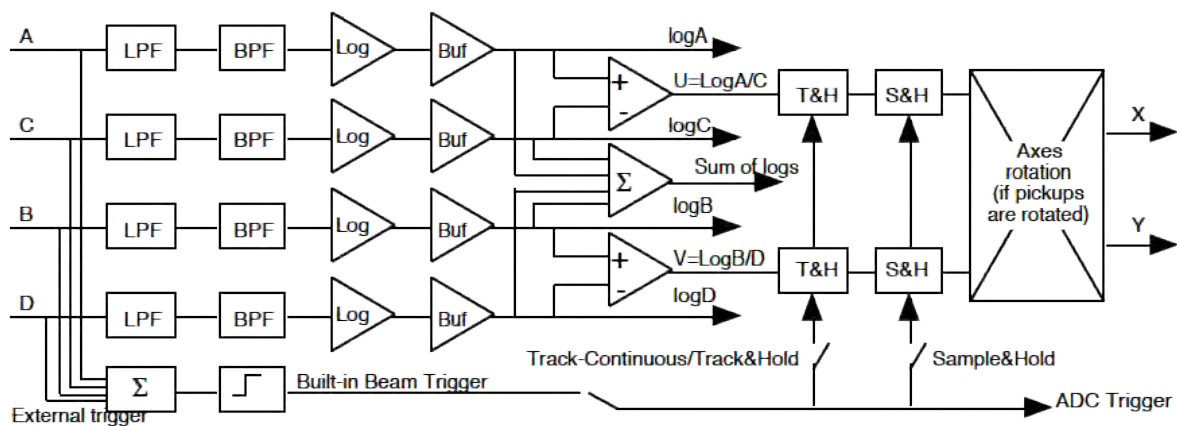 A
LPF
BPF
Log
Buf
logA
+
-
U=LogA/C
T&H
S&H
C
LPF
BPF
Log
Buf
logC
Σ
Sum of logs
X
Axes
rotation
(if pickups
are rotated)
Y
B
LPF
BPF
Log
Buf
logB
+
-
V=LogB/D
T&H
S&H
D
LPF
BPF
Log
Buf
logD
Track-Continuous/Track&Hold
Sample&Hold
Σ
Built-in Beam Trigger
External trigger
ADC Trigger